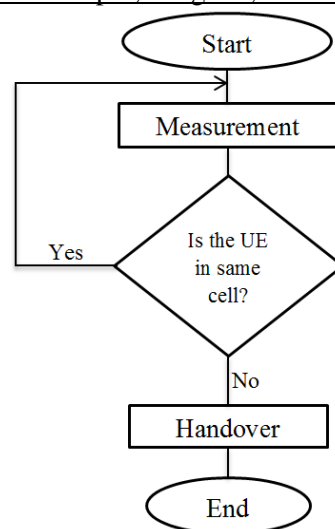 Start
Measurement
Is the UE
in same
cell?
Yes
No
Handover
End